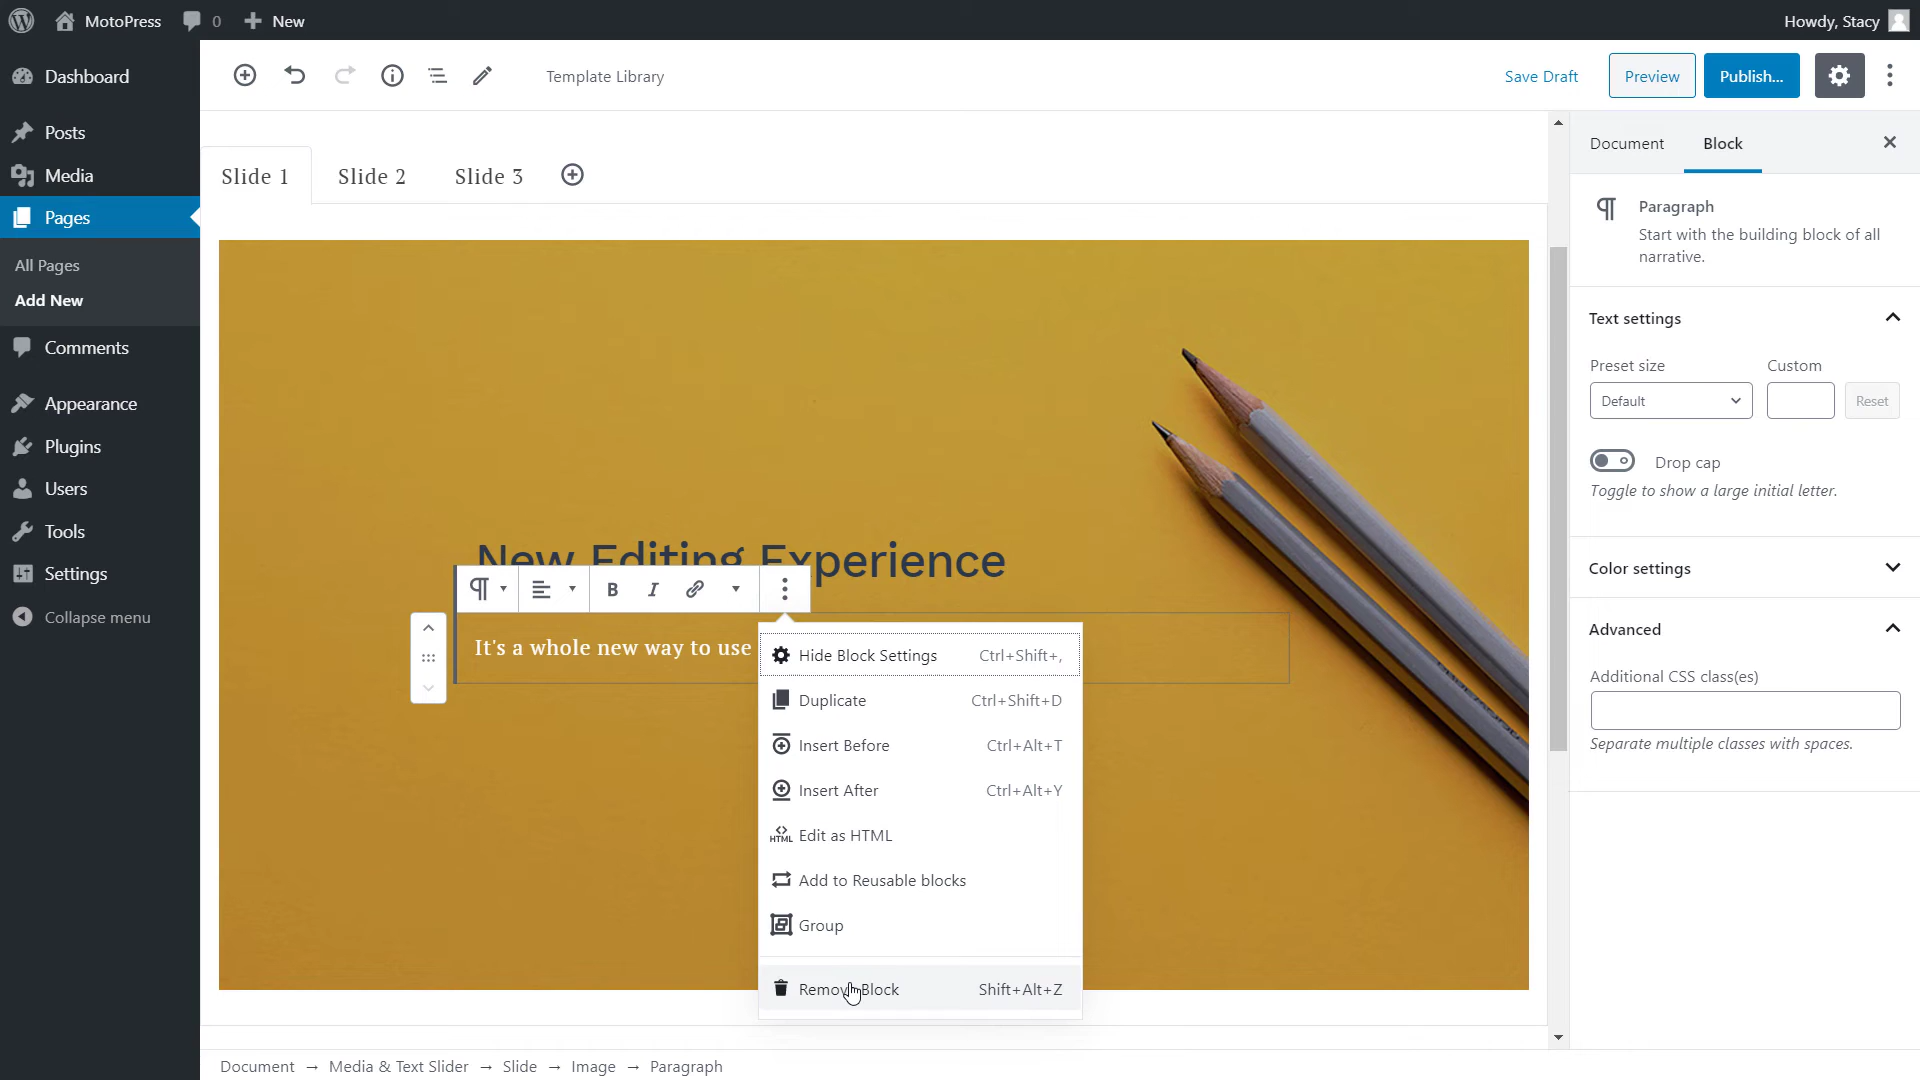 MotoPress 0 New Howdy, Stacy
Dashboard
Posts
Media
Pages
All Pages
Add New
Comments
Appearance
Plugins
Users
Tools
Settings
Collapse menu
Template Library Save Draft Preview Publish...
Slide 1 Slide 2 Slide 3
New Editing Experience
B I
It's a whole new way to use
Hide Block Settings Ctrl+Shift+,
Duplicate Ctrl+Shift+D
Insert Before Ctrl+Alt+T
Insert After Ctrl+Alt+Y
HTML Edit as HTML
Add to Reusable blocks
Group
Remove Block Shift+Alt+Z
Document Block
Paragraph
Start with the building block of all
narrative.
Text settings
Preset size Custom
Default Reset
Drop cap
Toggle to show a large initial letter.
Color settings
Advanced
Additional CSS class(es)
Separate multiple classes with spaces.
Document → Media & Text Slider → Slide → Image → Paragraph